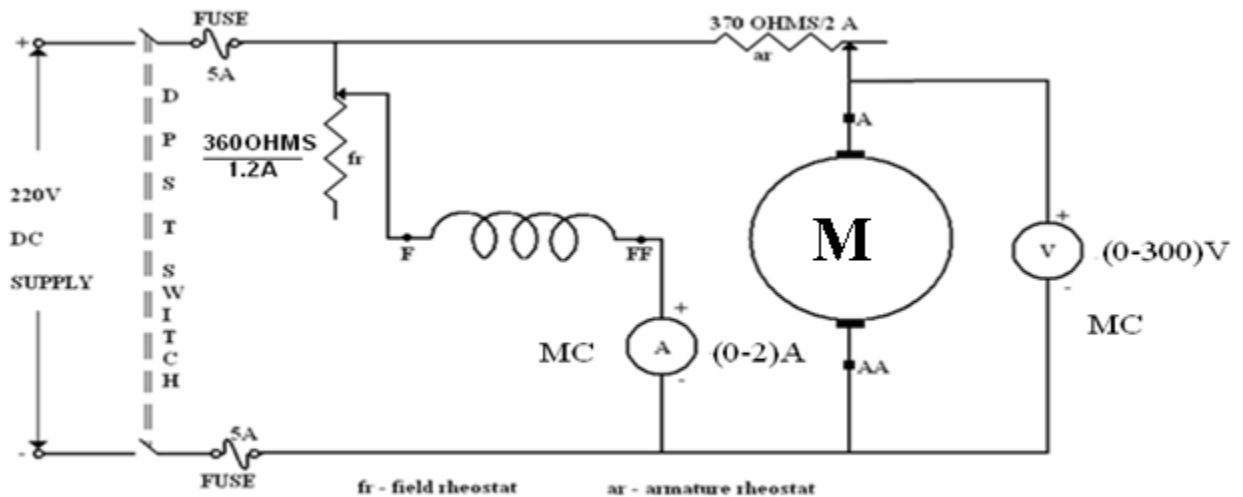 FUSE
5A
370 OHMS/2 A
ar
+
D P S T SWITCH
360OHMS
1.2A
fr
A
220V
DC
SUPPLY
M
F
FF
+
V
-
(0-300)V
MC
+
MC
A
(0-2)A
-
AA
-
5A
FUSE
fr - field rheostat
ar - armature rheostat